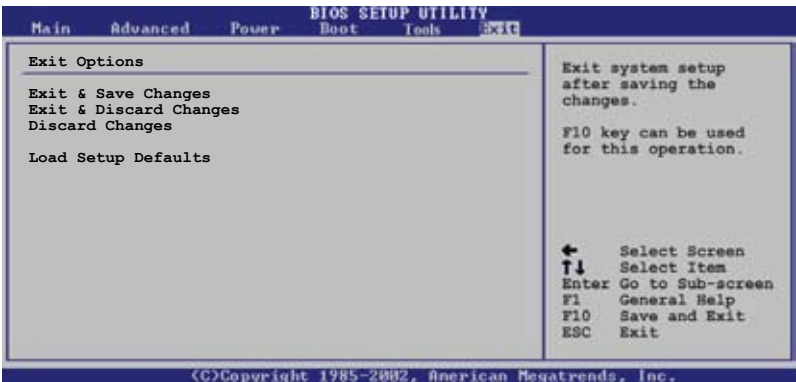 BIOS SETUP UTILITY
Main Advanced Power Boot Tools Exit
Exit Options
Exit & Save Changes
Exit & Discard Changes
Discard Changes
Load Setup Defaults
Exit system setup
after saving the
changes.
F10 key can be used
for this operation.
← Select Screen
↑↓ Select Item
Enter Go to Sub-screen
F1 General Help
F10 Save and Exit
ESC Exit
(C)Copyright 1985-2002, American Megatrends, Inc.